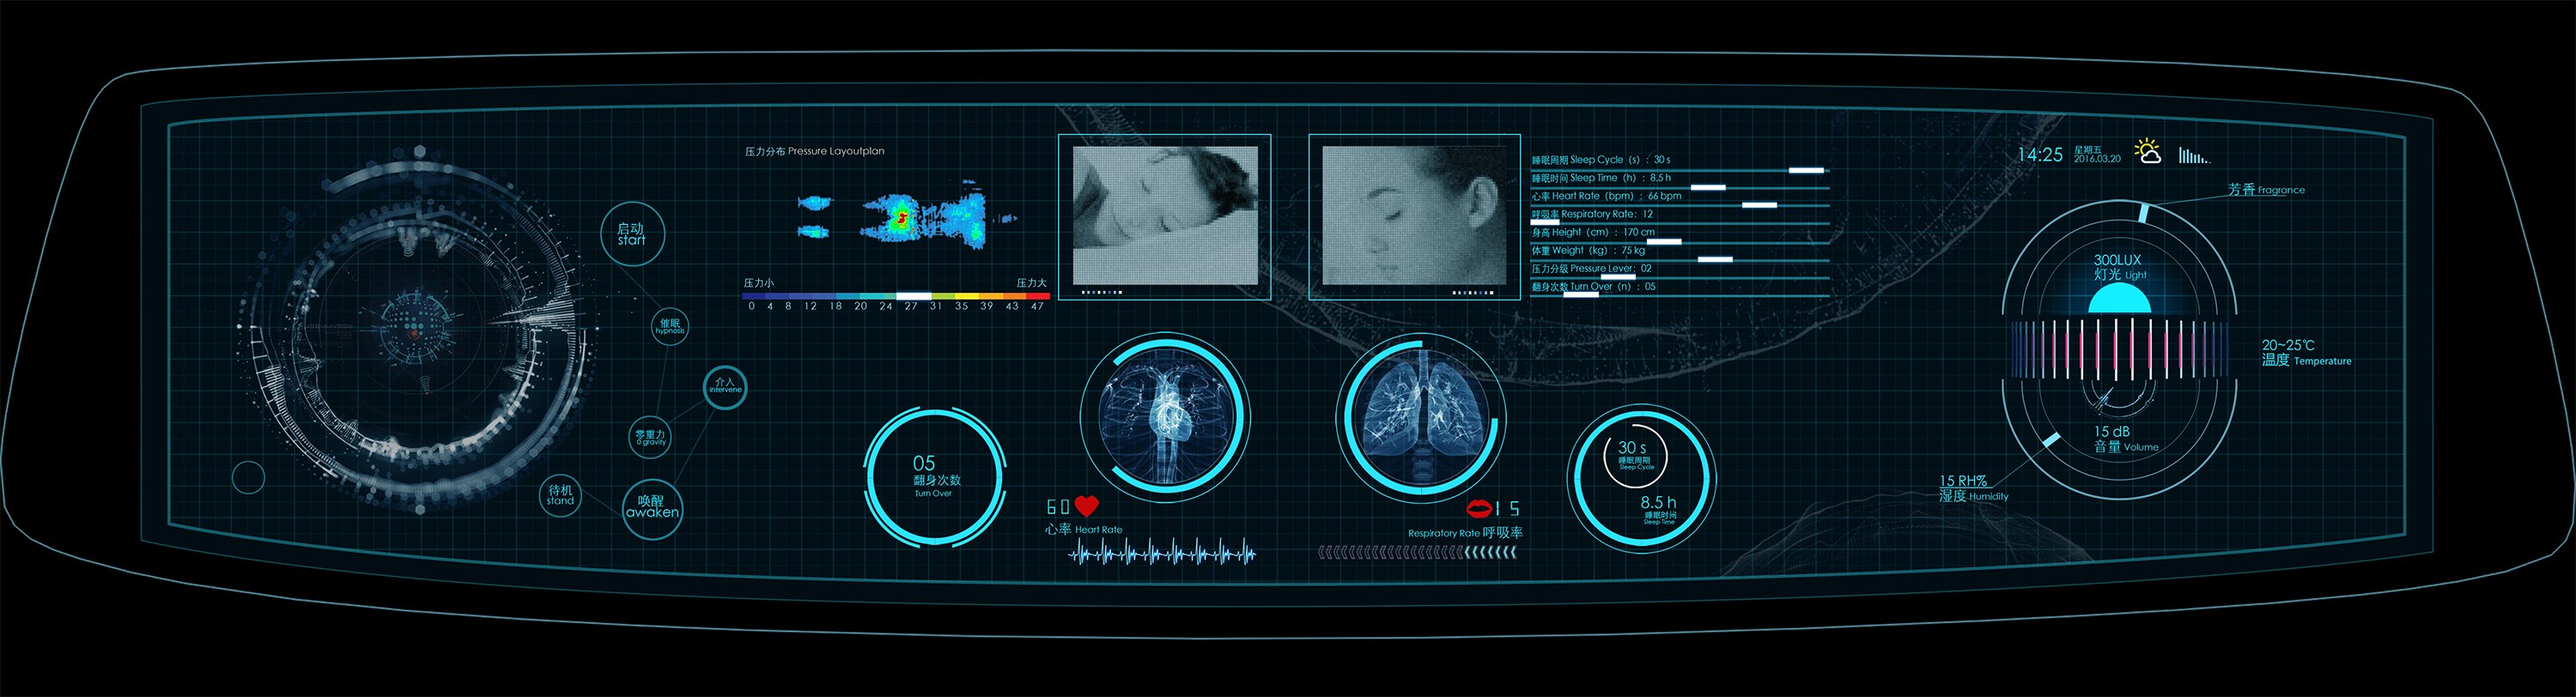 启动
start
催眠
hypnosis
介入
intervene
零重力
0 gravity
待机
stand
唤醒
awaken
压力分布 Pressure Layoutplan
压力小 压力大
0 4 8 12 18 20 24 27 31 35 39 43 47
05
翻身次数
Turn Over
60
心率 Heart Rate
15
Respiratory Rate 呼吸率
30 s
睡眠周期
Sleep Cycle
8.5 h
睡眠时间
Sleep Time
睡眠周期 Sleep Cycle（s）：30 s
睡眠时间 Sleep Time（h）：8.5 h
心率 Heart Rate（bpm）：66 bpm
呼吸率 Respiratory Rate：12
身高 Height（cm）：170 cm
体重 Weight（kg）：75 kg
压力分级 Pressure Lever：02
翻身次数 Turn Over（n）：05
14:25
星期五
2016.03.20
芳香 Fragrance
300LUX
灯光 Light
20~25℃
温度 Temperature
15 dB
音量 Volume
15 RH%
湿度 Humidity